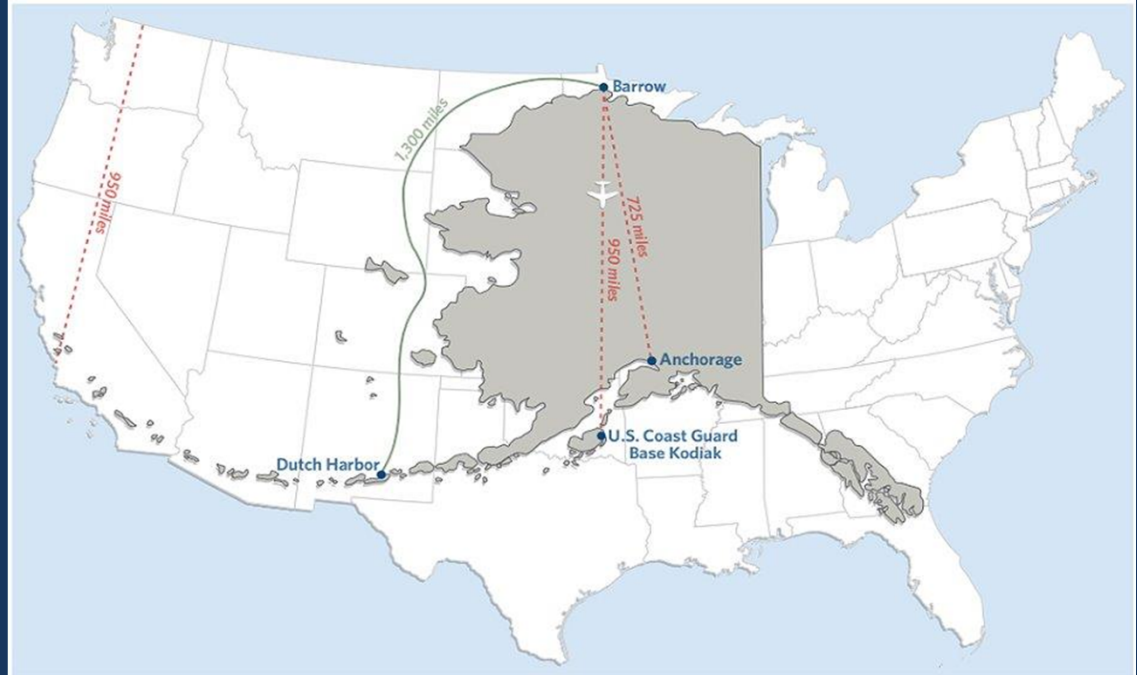 Barrow
1,300 miles
950 miles
725 miles
950 miles
Anchorage
U.S. Coast Guard
Base Kodiak
Dutch Harbor